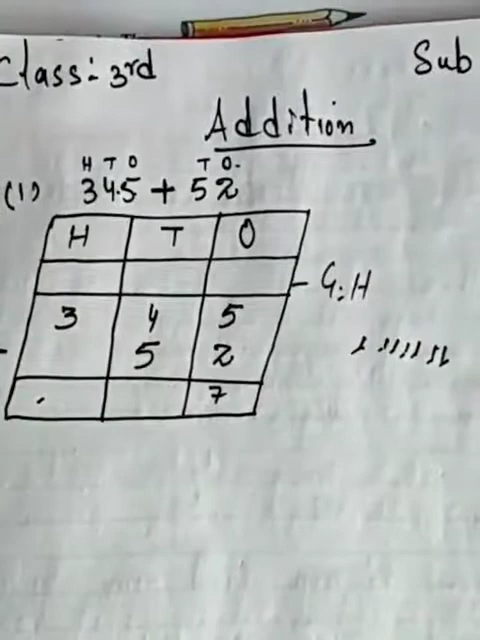 Class:- 3rd Sub
Addition
H T O T O.
(1) 345 + 52
H T O
G:H
3 4 5
5 2
7